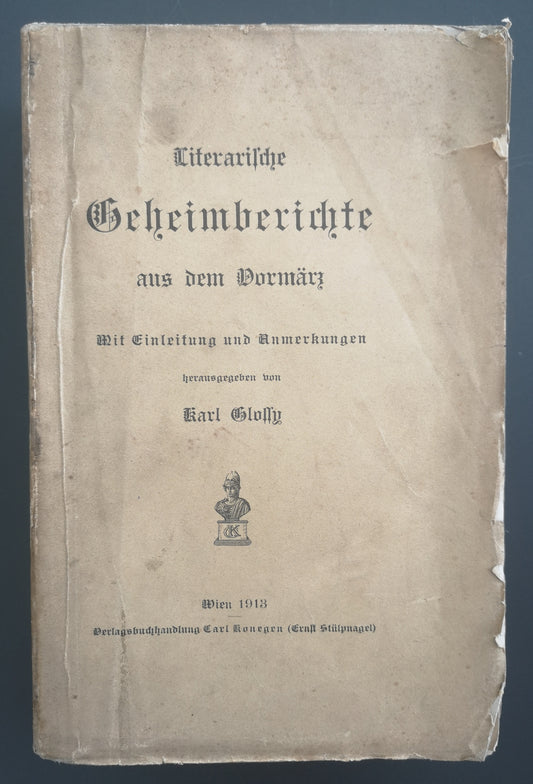 Literarische
Geheimberichte
aus dem Vormärz
Mit Einleitung und Anmerkungen
herausgegeben von
Karl Glossy
CK
Wien 1913
Verlagsbuchhandlung Carl Konegen (Ernst Stülpnagel)